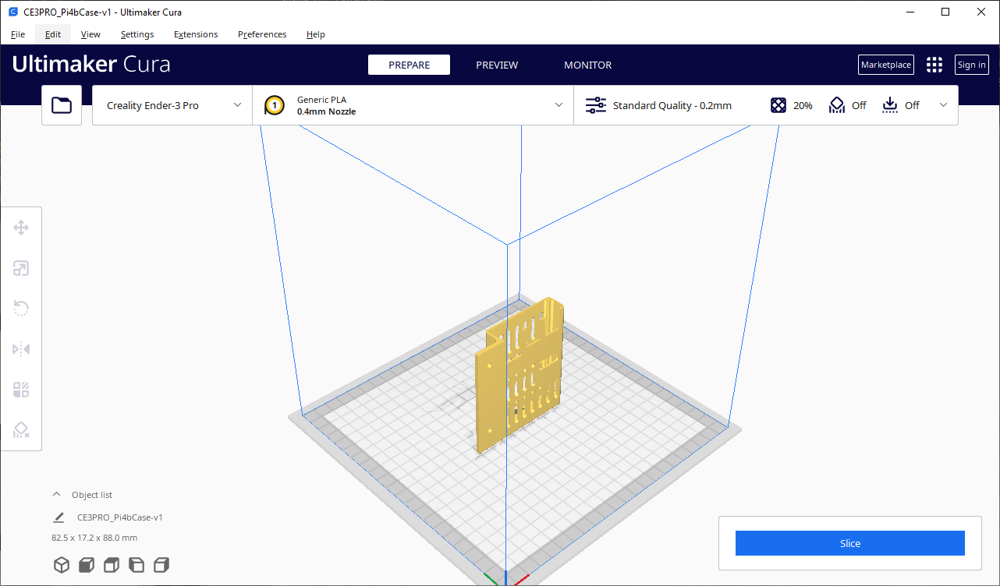 CE3PRO_Pi4bCase-v1 - Ultimaker Cura
File Edit View Settings Extensions Preferences Help
Ultimaker Cura
PREPARE PREVIEW MONITOR
Marketplace Sign in
Creality Ender-3 Pro
1
Generic PLA
0.4mm Nozzle
Standard Quality - 0.2mm
20% Off Off
Object list
CE3PRO_Pi4bCase-v1
82.5 x 17.2 x 88.0 mm
Slice